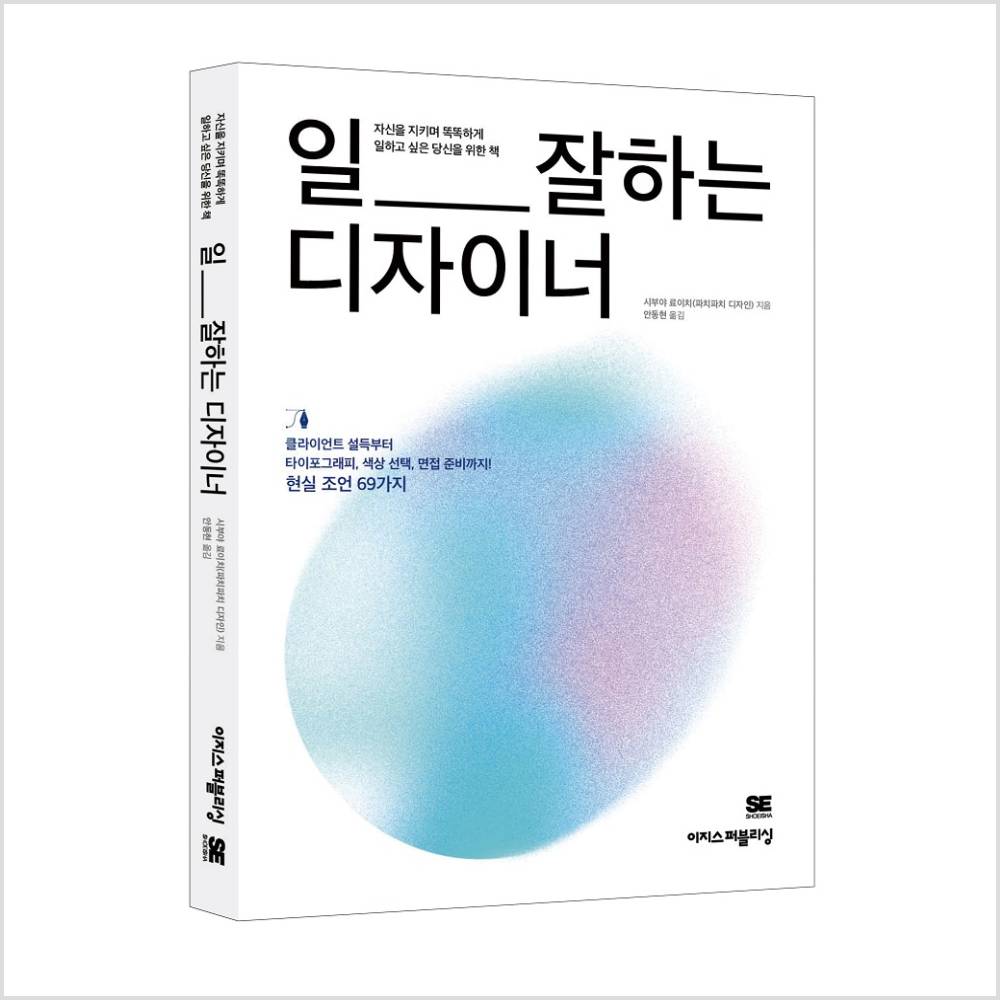 자신을 지키며 똑똑하게
일하고 싶은 당신을 위한 책
일 잘하는
디자이너
시부야 료이치(파치파치 디자인) 지음
안동현 옮김
클라이언트 설득부터
타이포그래피, 색상 선택, 면접 준비까지!
현실 조언 69가지
SE
SHOEISHA
이지스퍼블리싱
자신을 지키며 똑똑하게
일하고 싶은 당신을 위한 책
일 잘하는 디자이너
시부야 료이치(파치파치 디자인) 지음
안동현 옮김
이지스퍼블리싱
SE
SHOEISHA